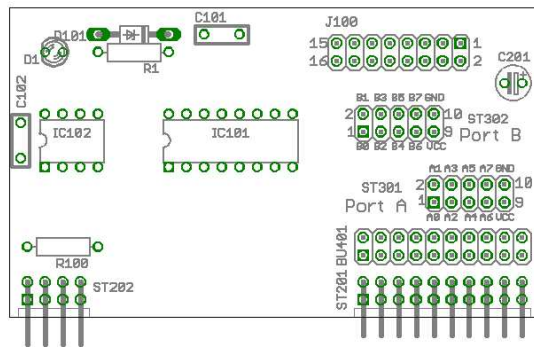 C101
J100
D101
15
1
16
2
D1
R1
C201
C102
B1 B3 B5 B7 GND
2
10
ST302
IC102
IC101
1
9
Port B
B0 B2 B4 B6 VCC
A1 A3 A5 A7 GND
ST301
2
10
Port A
1
9
A0 A2 A4 A6 VCC
BU401
R100
ST202
ST201